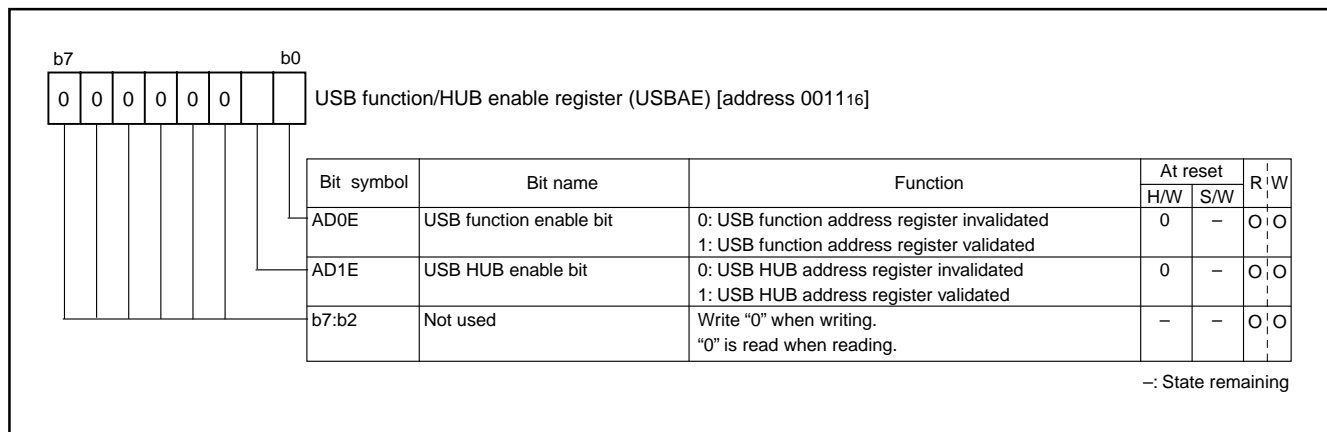 b7 b0
0 0 0 0 0 0 USB function/HUB enable register (USBAE) [address 001116]
Bit symbol Bit name Function At reset R W
H/W S/W
AD0E USB function enable bit 0: USB function address register invalidated 0 – O O
1: USB function address register validated
AD1E USB HUB enable bit 0: USB HUB address register invalidated 0 – O O
1: USB HUB address register validated
b7:b2 Not used Write “0” when writing. – – O O
“0” is read when reading.
–: State remaining